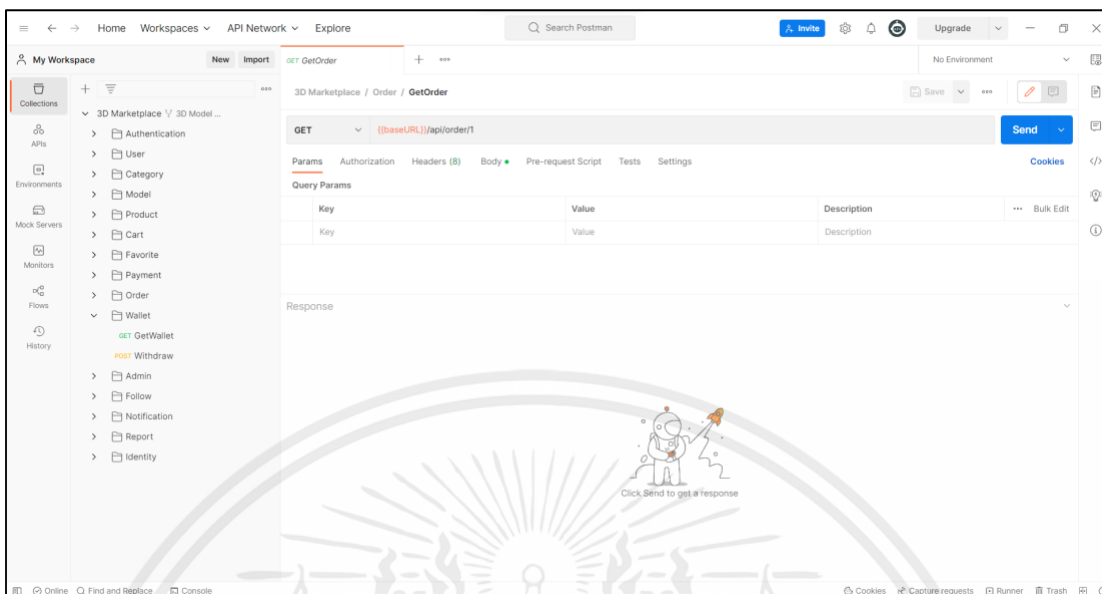 Home Workspaces API Network Explore Search Postman Invite Upgrade
My Workspace New Import GET GetOrder No Environment
3D Marketplace / Order / GetOrder Save
Collections
3D Marketplace 3D Model ...
GET {{baseURL}}/api/order/1 Send
APIs
Authentication
User
Params Authorization Headers (8) Body Pre-request Script Tests Settings Cookies
Environments
Category
Query Params
Model
Key Value Description Bulk Edit
Mock Servers
Product
Cart
Key Value Description
Monitors
Favorite
Payment
Flows
Order
Response
Wallet
History
GET GetWallet
POST Withdraw
Admin
Follow
Notification
Report
Identity
Click Send to get a response
Online Find and Replace Console Cookies Capture requests Runner Trash